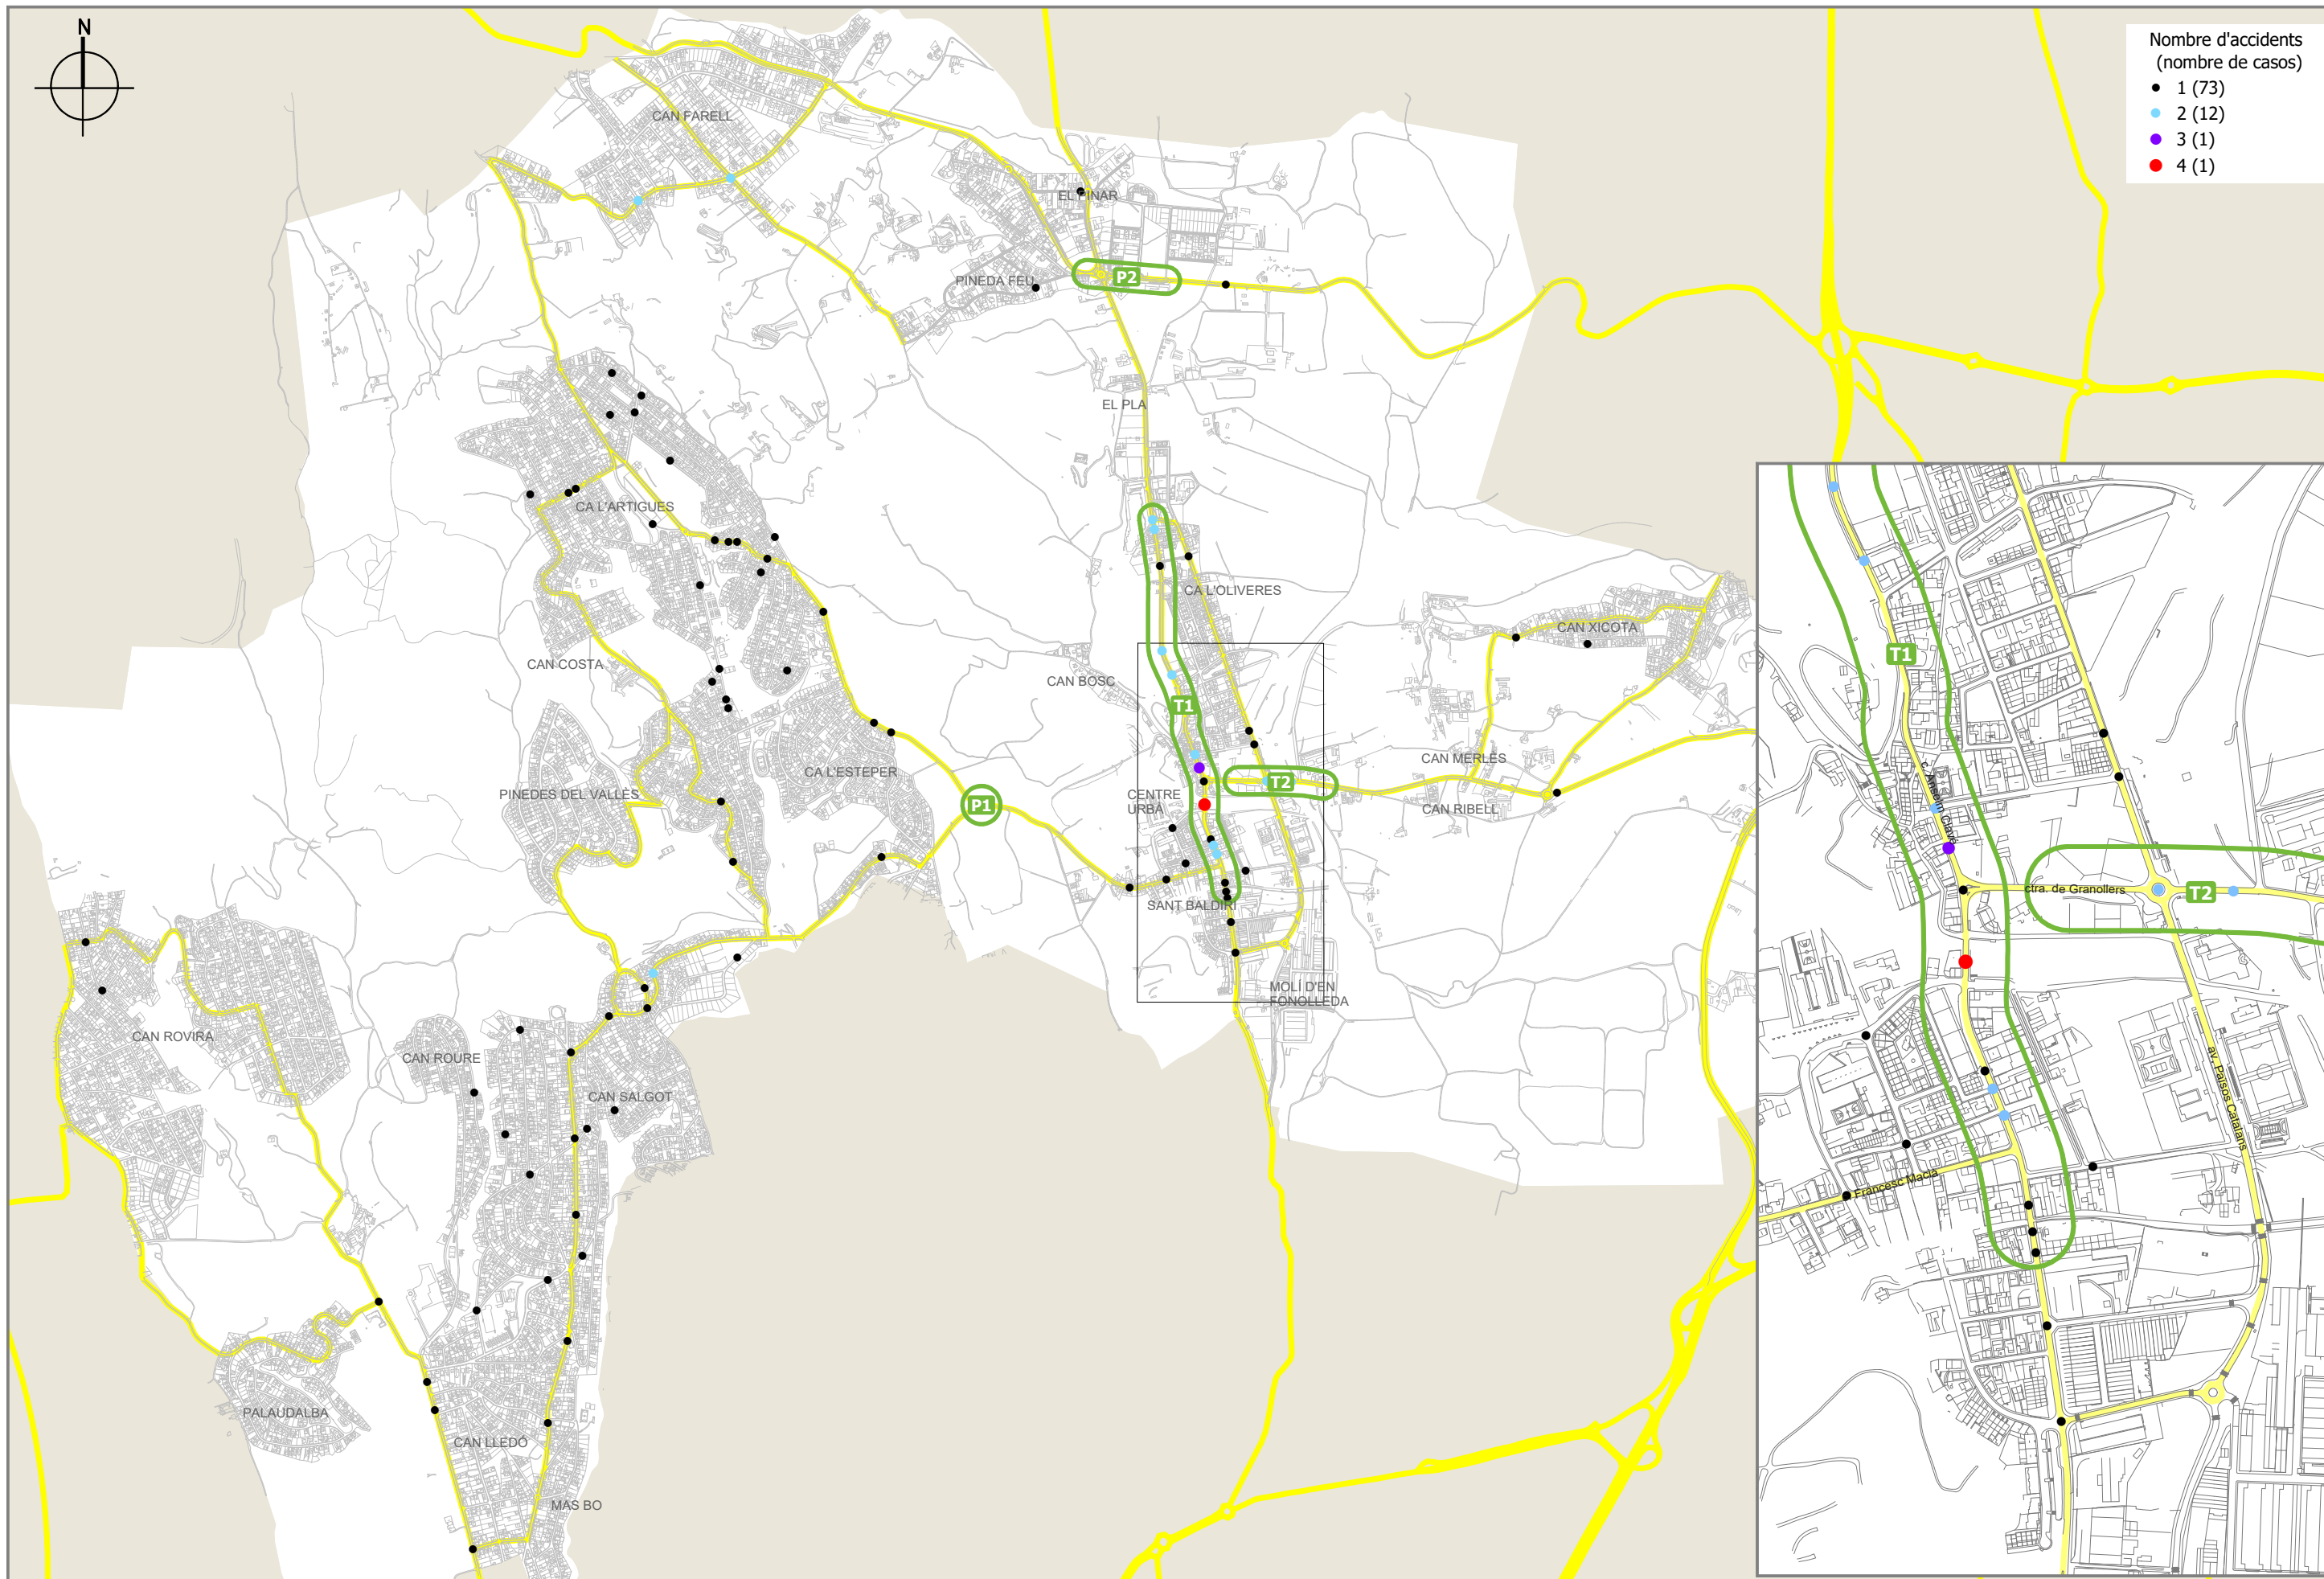 N
Nombre d'accidents
(nombre de casos)
1 (73)
2 (12)
3 (1)
4 (1)
CAN FARELL
EL PINAR
PINEDA FEU
P2
EL PLA
CA L'ARTIGUES
CA L'OLIVERES
CAN XICOTA
CAN COSTA
CAN BOSC
T1
CAN MERLÈS
CA L'ESTEPER
T2
PINEDES DEL VALLÈS
CENTRE
URBÀ
P1
CAN RIBELL
SANT BALDIRI
MOLÍ D'EN
FONOLLEDA
CAN ROVIRA
CAN ROURE
CAN SALGOT
PALAUDALBA
CAN LLEDÓ
MAS BO
T1
c. Anselm Clavé
ctra. de Granollers
T2
av. Països Catalans
Francesc Macià